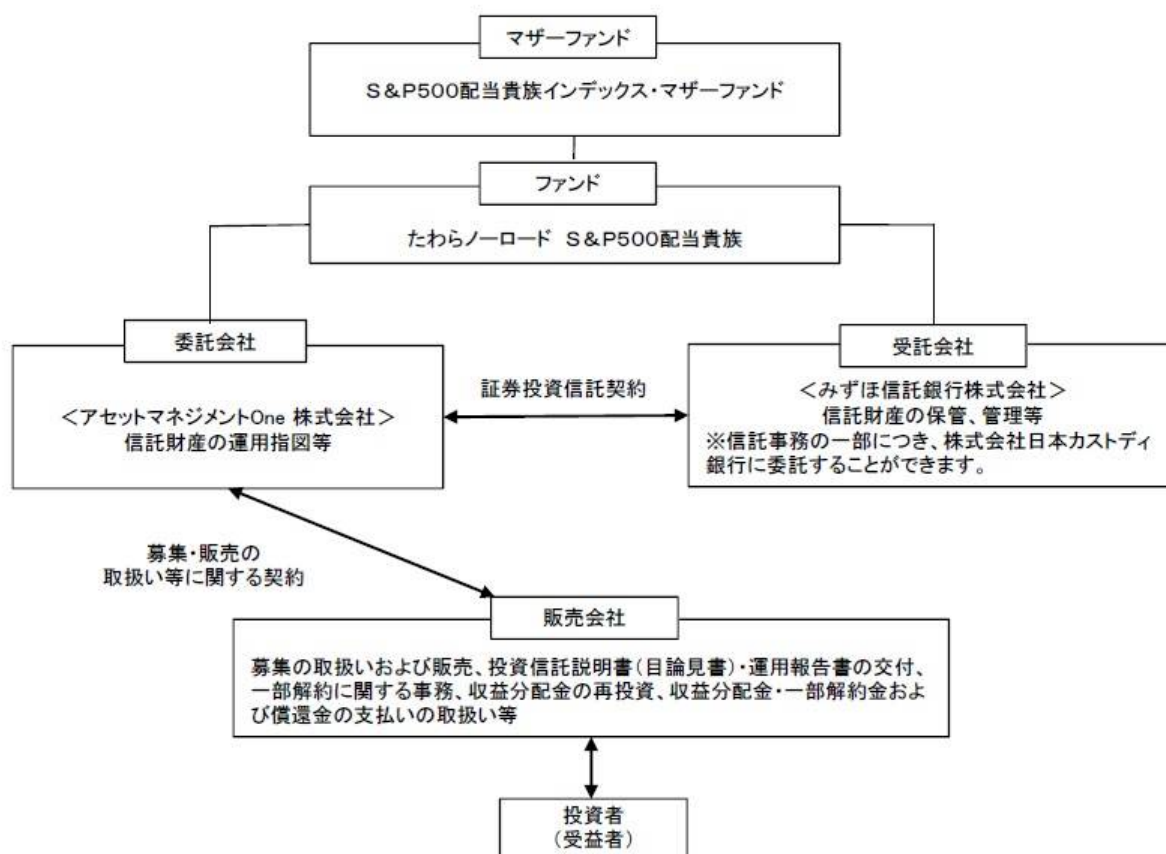 マザーファンド
S&P500配当貴族インデックス・マザーファンド
ファンド
たわらノーロード S&P500配当貴族
委託会社
<アセットマネジメントOne 株式会社>
信託財産の運用指図等
証券投資信託契約
受託会社
<みずほ信託銀行株式会社>
信託財産の保管、管理等
※信託事務の一部につき、株式会社日本カストディ
銀行に委託することができます。
募集・販売の
取扱い等に関する契約
販売会社
募集の取扱いおよび販売、投資信託説明書(目論見書)・運用報告書の交付、
一部解約に関する事務、収益分配金の再投資、収益分配金・一部解約金およ
び償還金の支払いの取扱い等
投資者
(受益者)